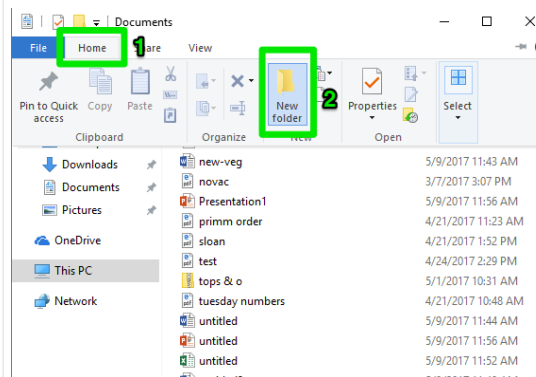 Documents
File Home 1 Share View
Pin to Quick access
Copy
Paste
New folder
2
Properties
Select
Clipboard Organize New Open
Downloads
Documents
Pictures
OneDrive
This PC
Network
new-veg 5/9/2017 11:43 AM
novac 3/7/2017 3:07 PM
Presentation1 5/9/2017 11:56 AM
primm order 4/21/2017 11:23 AM
sloan 4/21/2017 1:52 PM
test 4/24/2017 2:29 PM
tops & o 5/1/2017 10:31 AM
tuesday numbers 4/21/2017 10:48 AM
untitled 5/9/2017 11:44 AM
untitled 5/9/2017 11:56 AM
untitled 5/9/2017 11:52 AM